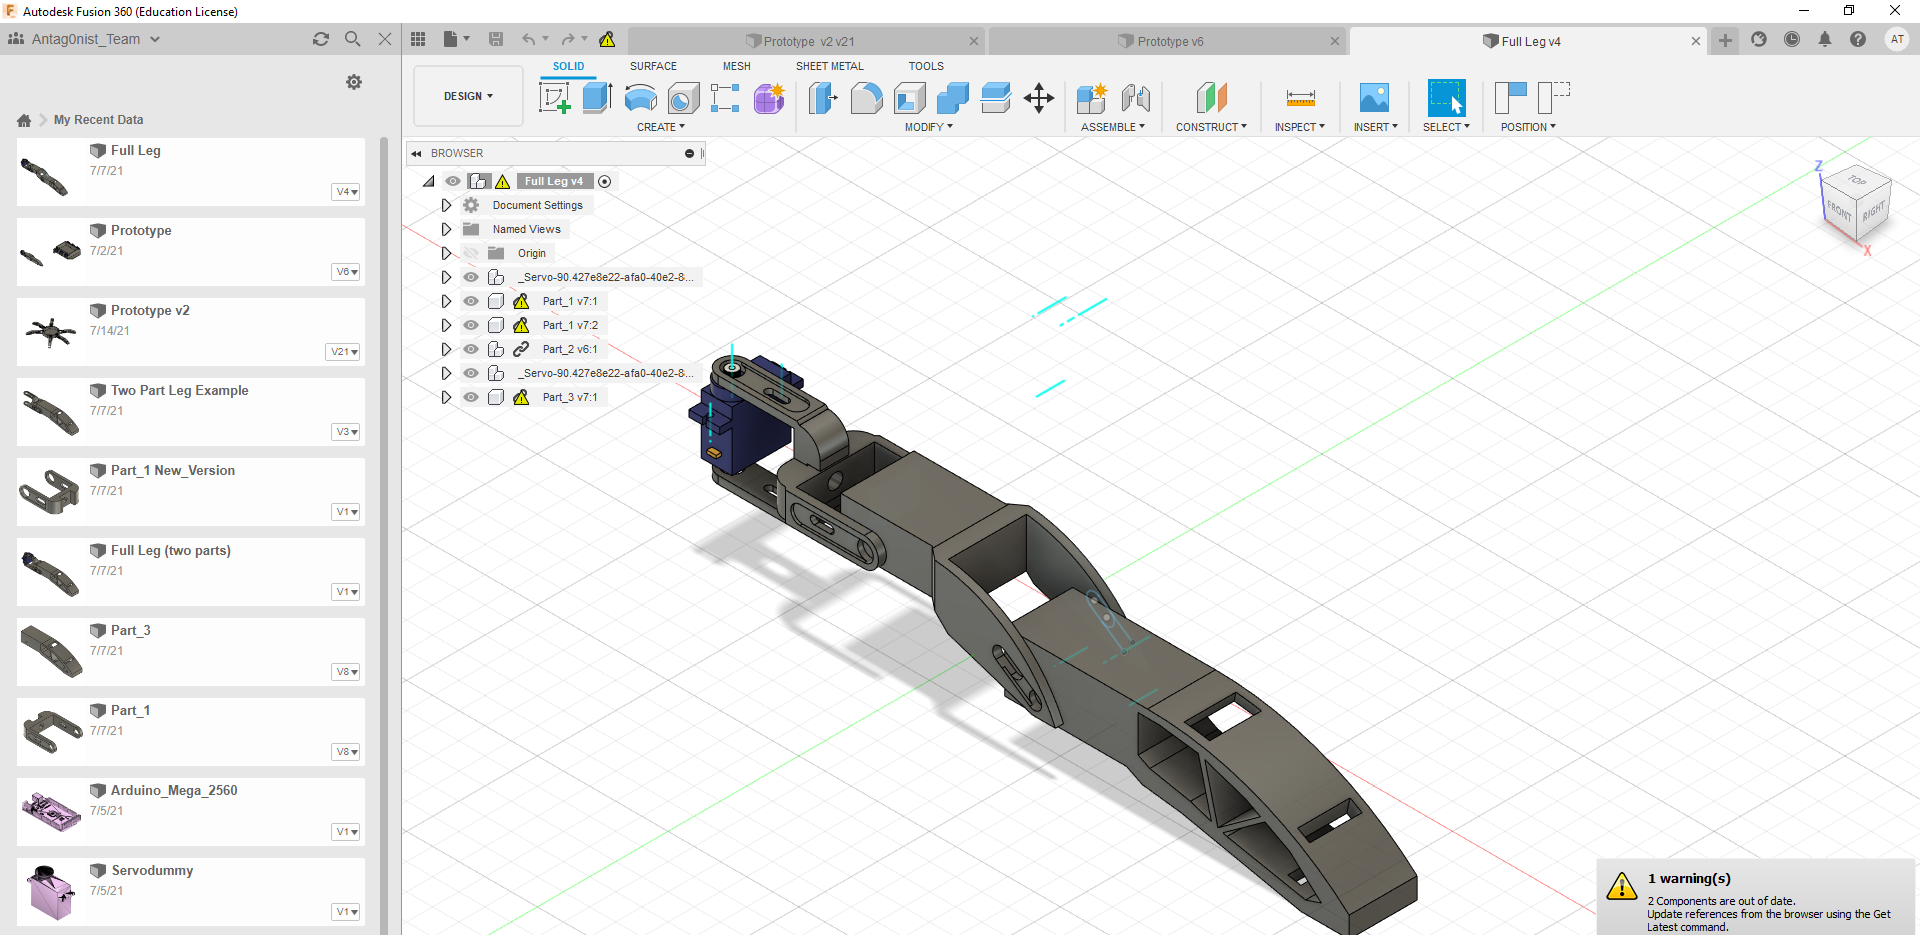 Autodesk Fusion 360 (Education License)
Antag0nist_Team
Prototype v2 v21
Prototype v6
Full Leg v4
AT
SOLID
SURFACE
MESH
SHEET METAL
TOOLS
DESIGN
CREATE
MODIFY
ASSEMBLE
CONSTRUCT
INSPECT
INSERT
SELECT
POSITION
My Recent Data
Full Leg
7/7/21
V4
Prototype
7/2/21
V6
Prototype v2
7/14/21
V21
Two Part Leg Example
7/7/21
V3
Part_1 New_Version
7/7/21
V1
Full Leg (two parts)
7/7/21
V1
Part_3
7/7/21
V8
Part_1
7/7/21
V8
Arduino_Mega_2560
7/5/21
V1
Servodummy
7/5/21
V1
BROWSER
Full Leg v4
Document Settings
Named Views
Origin
_Servo-90.427e8e22-afa0-40e2-8...
Part_1 v7:1
Part_1 v7:2
Part_2 v6:1
_Servo-90.427e8e22-afa0-40e2-8...
Part_3 v7:1
Z
TOP
FRONT
RIGHT
X
1 warning(s)
2 Components are out of date.
Update references from the browser using the Get
Latest command.